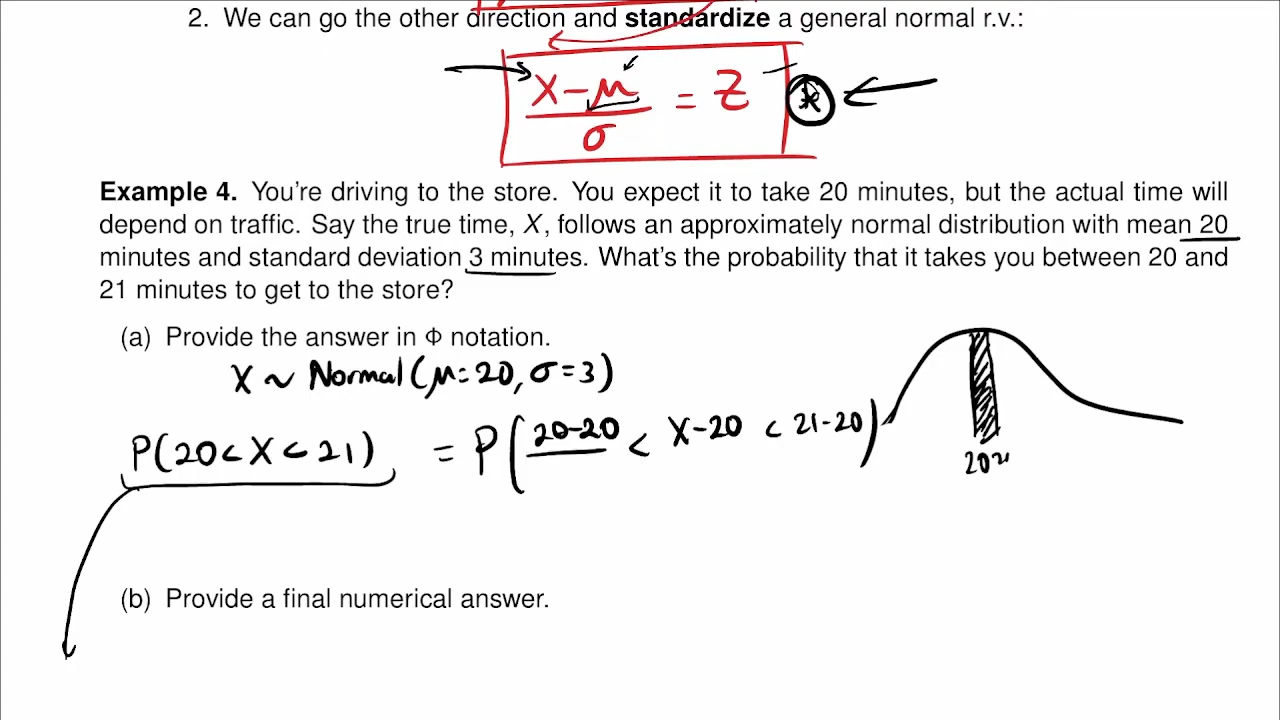 2. We can go the other direction and standardize a general normal r.v.:
X-μ
σ
= Z
*
Example 4. You're driving to the store. You expect it to take 20 minutes, but the actual time will
depend on traffic. Say the true time, X, follows an approximately normal distribution with mean 20
minutes and standard deviation 3 minutes. What's the probability that it takes you between 20 and
21 minutes to get to the store?
(a) Provide the answer in Φ notation.
X ~ Normal(μ=20, σ=3)
P(20<X<21) = P(20-20 < X-20 < 21-20)
20 21
(b) Provide a final numerical answer.